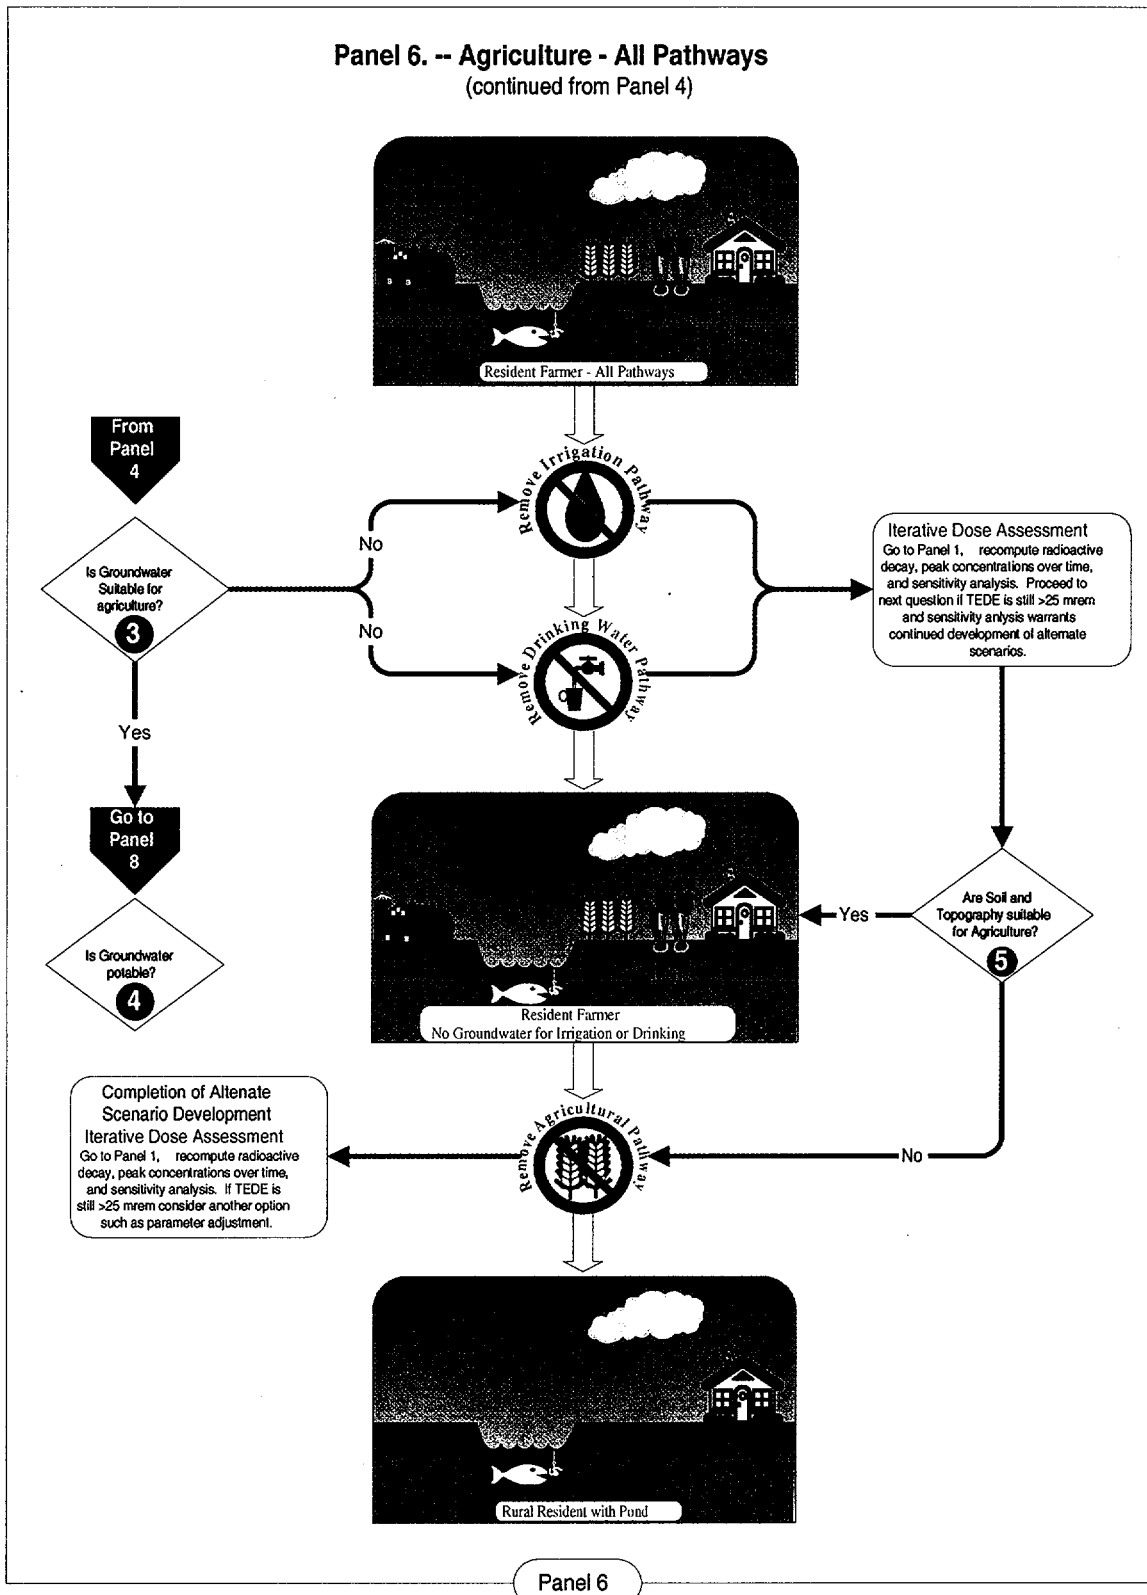 Panel 6. -- Agriculture - All Pathways
(continued from Panel 4)
Resident Farmer - All Pathways
From
Panel
4
Is Groundwater
Suitable for
agriculture?
3
No
No
Remove Irrigation Pathway
Remove Drinking Water Pathway
Iterative Dose Assessment
Go to Panel 1, recompute radioactive
decay, peak concentrations over time,
and sensitivity analysis. Proceed to
next question if TEDE is still >25 mrem
and sensitivity anlysis warrants
continued development of alternate
scenarios.
Yes
Go to
Panel
8
Is Groundwater
potable?
4
Are Soil and
Topography suitable
for Agriculture?
5
Yes
Resident Farmer
No Groundwater for Irrigation or Drinking
No
Remove Agricultural Pathway
Completion of Altenate
Scenario Development
Iterative Dose Assessment
Go to Panel 1, recompute radioactive
decay, peak concentrations over time,
and sensitivity analysis. If TEDE is
still >25 mrem consider another option
such as parameter adjustment.
Rural Resident with Pond
Panel 6